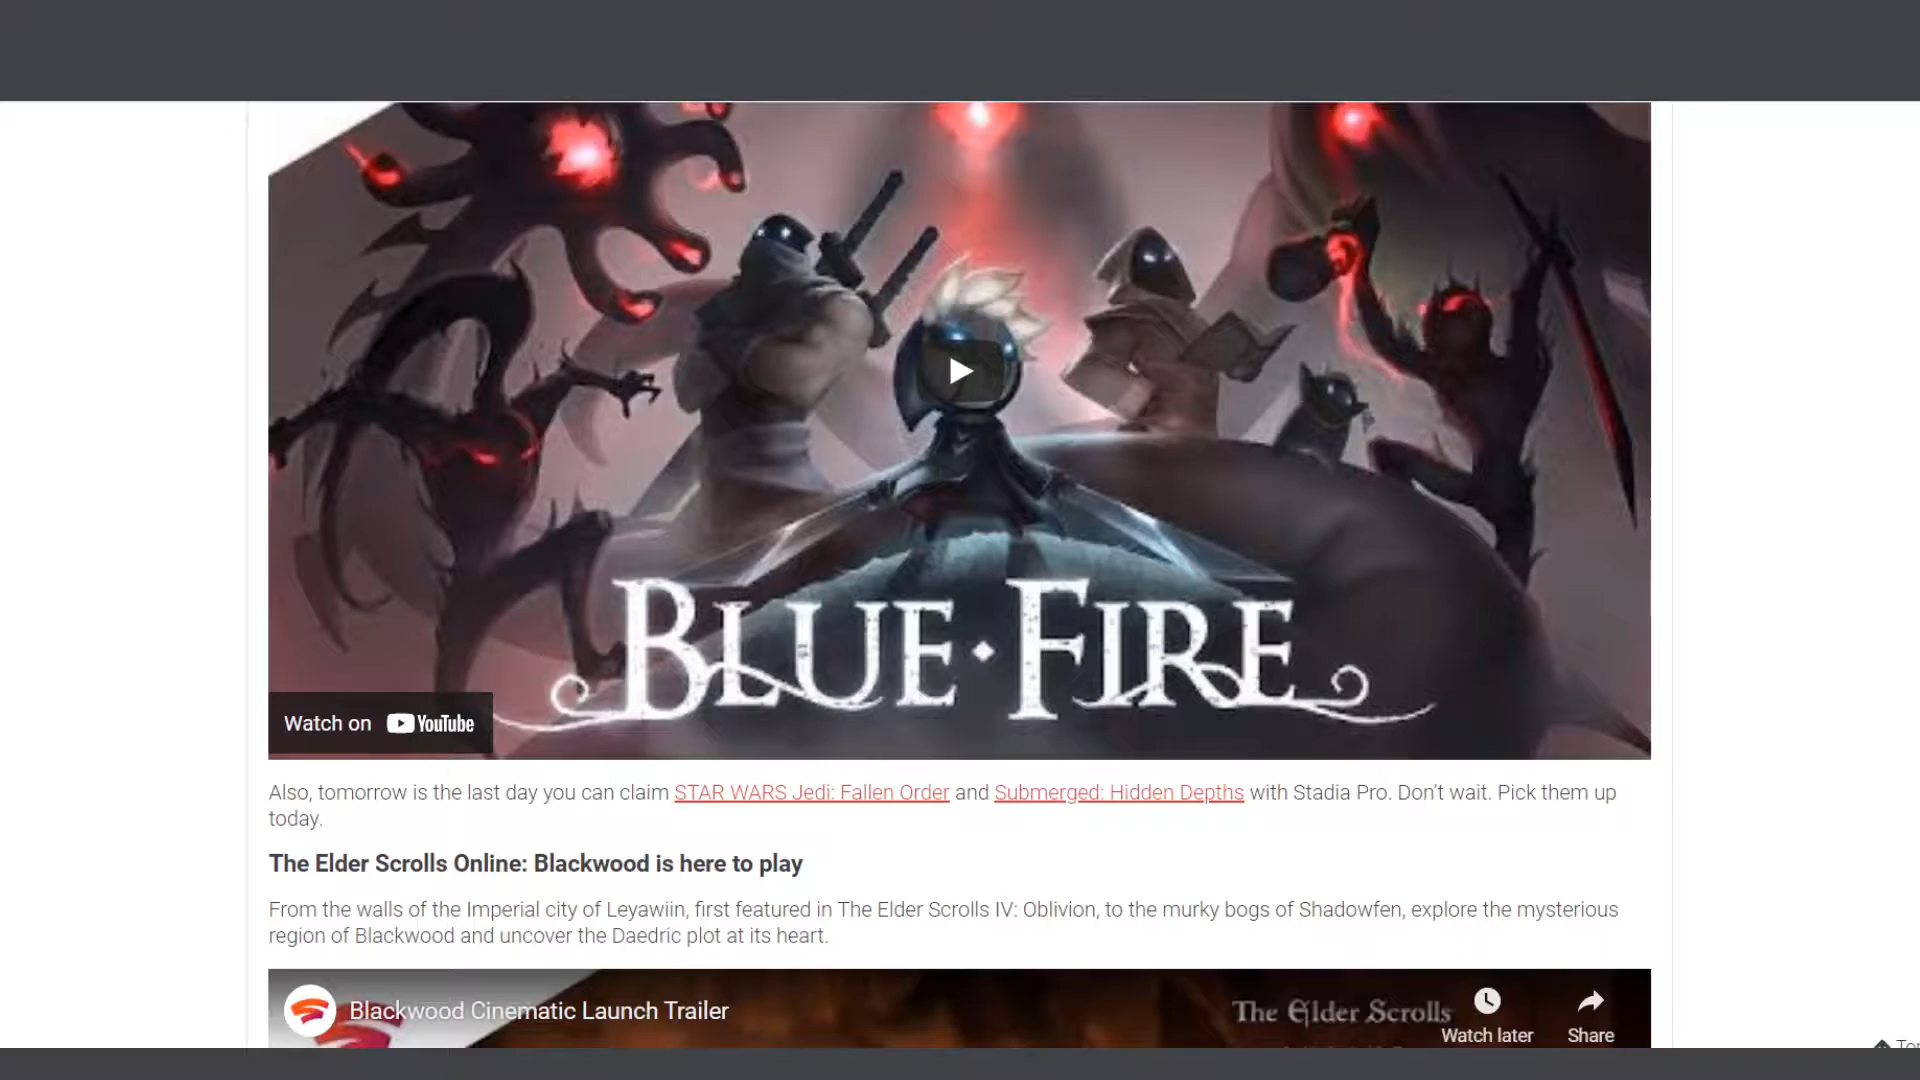 BLUE·FIRE
Watch on YouTube
Also, tomorrow is the last day you can claim STAR WARS Jedi: Fallen Order and Submerged: Hidden Depths with Stadia Pro. Don’t wait. Pick them up
today.
The Elder Scrolls Online: Blackwood is here to play
From the walls of the Imperial city of Leyawiin, first featured in The Elder Scrolls IV: Oblivion, to the murky bogs of Shadowfen, explore the mysterious
region of Blackwood and uncover the Daedric plot at its heart.
Blackwood Cinematic Launch Trailer
The Elder Scrolls
Watch later
Share